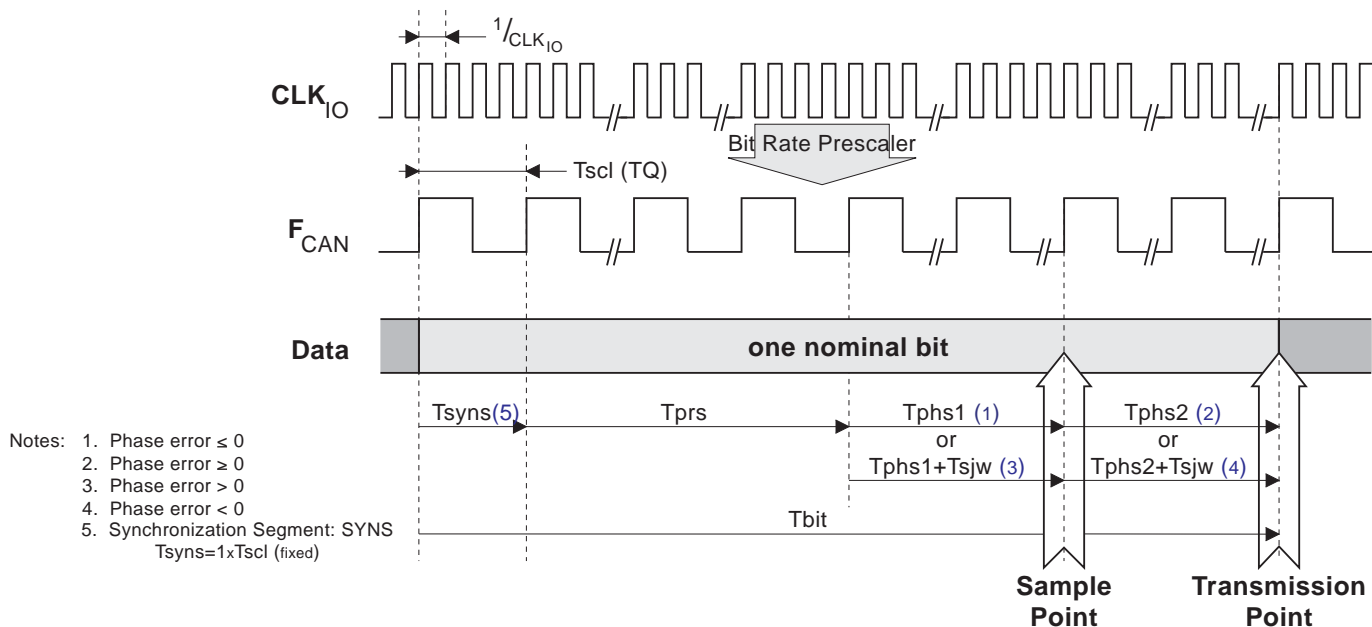 1/CLKIO
CLKIO
Bit Rate Prescaler
Tscl (TQ)
FCAN
Data
one nominal bit
Tsyns(5)
Tprs
Tphs1 (1)
or
Tphs1+Tsjw (3)
Tphs2 (2)
or
Tphs2+Tsjw (4)
Tbit
Notes: 1. Phase error ≤ 0
2. Phase error ≥ 0
3. Phase error > 0
4. Phase error < 0
5. Synchronization Segment: SYNS
Tsyns=1xTscl (fixed)
Sample
Point
Transmission
Point